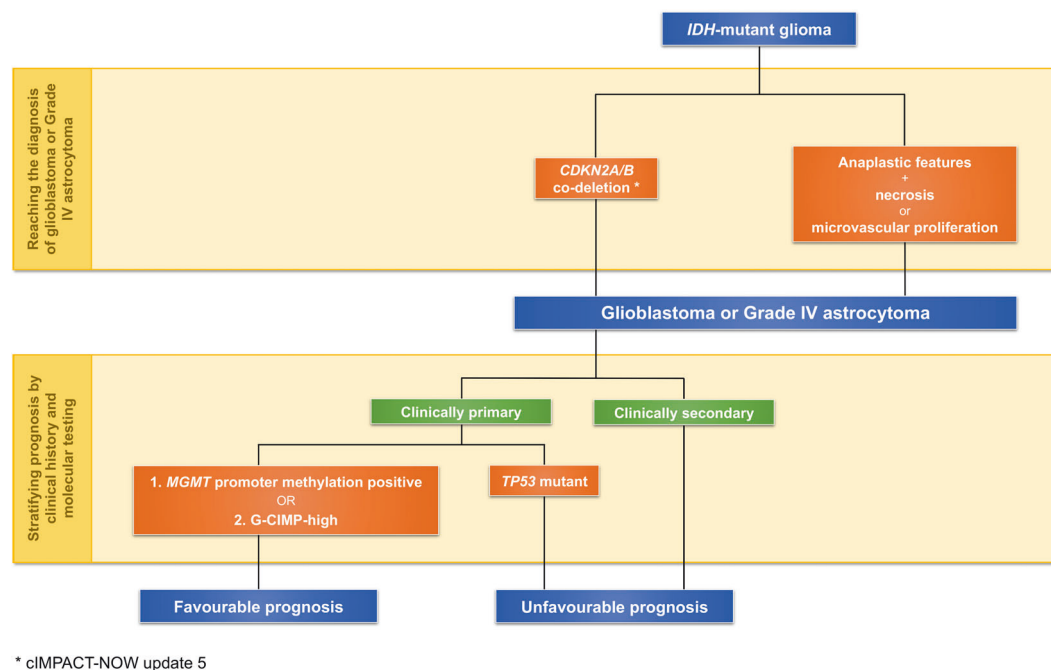 IDH-mutant glioma
Reaching the diagnosis
of glioblastoma or Grade
IV astrocytoma
CDKN2A/B
co-deletion *
Anaplastic features
+
necrosis
or
microvascular proliferation
Glioblastoma or Grade IV astrocytoma
Stratifying prognosis by
clinical history and
molecular testing
Clinically primary
Clinically secondary
1. MGMT promoter methylation positive
OR
2. G-CIMP-high
TP53 mutant
Favourable prognosis
Unfavourable prognosis
* cIMPACT-NOW update 5